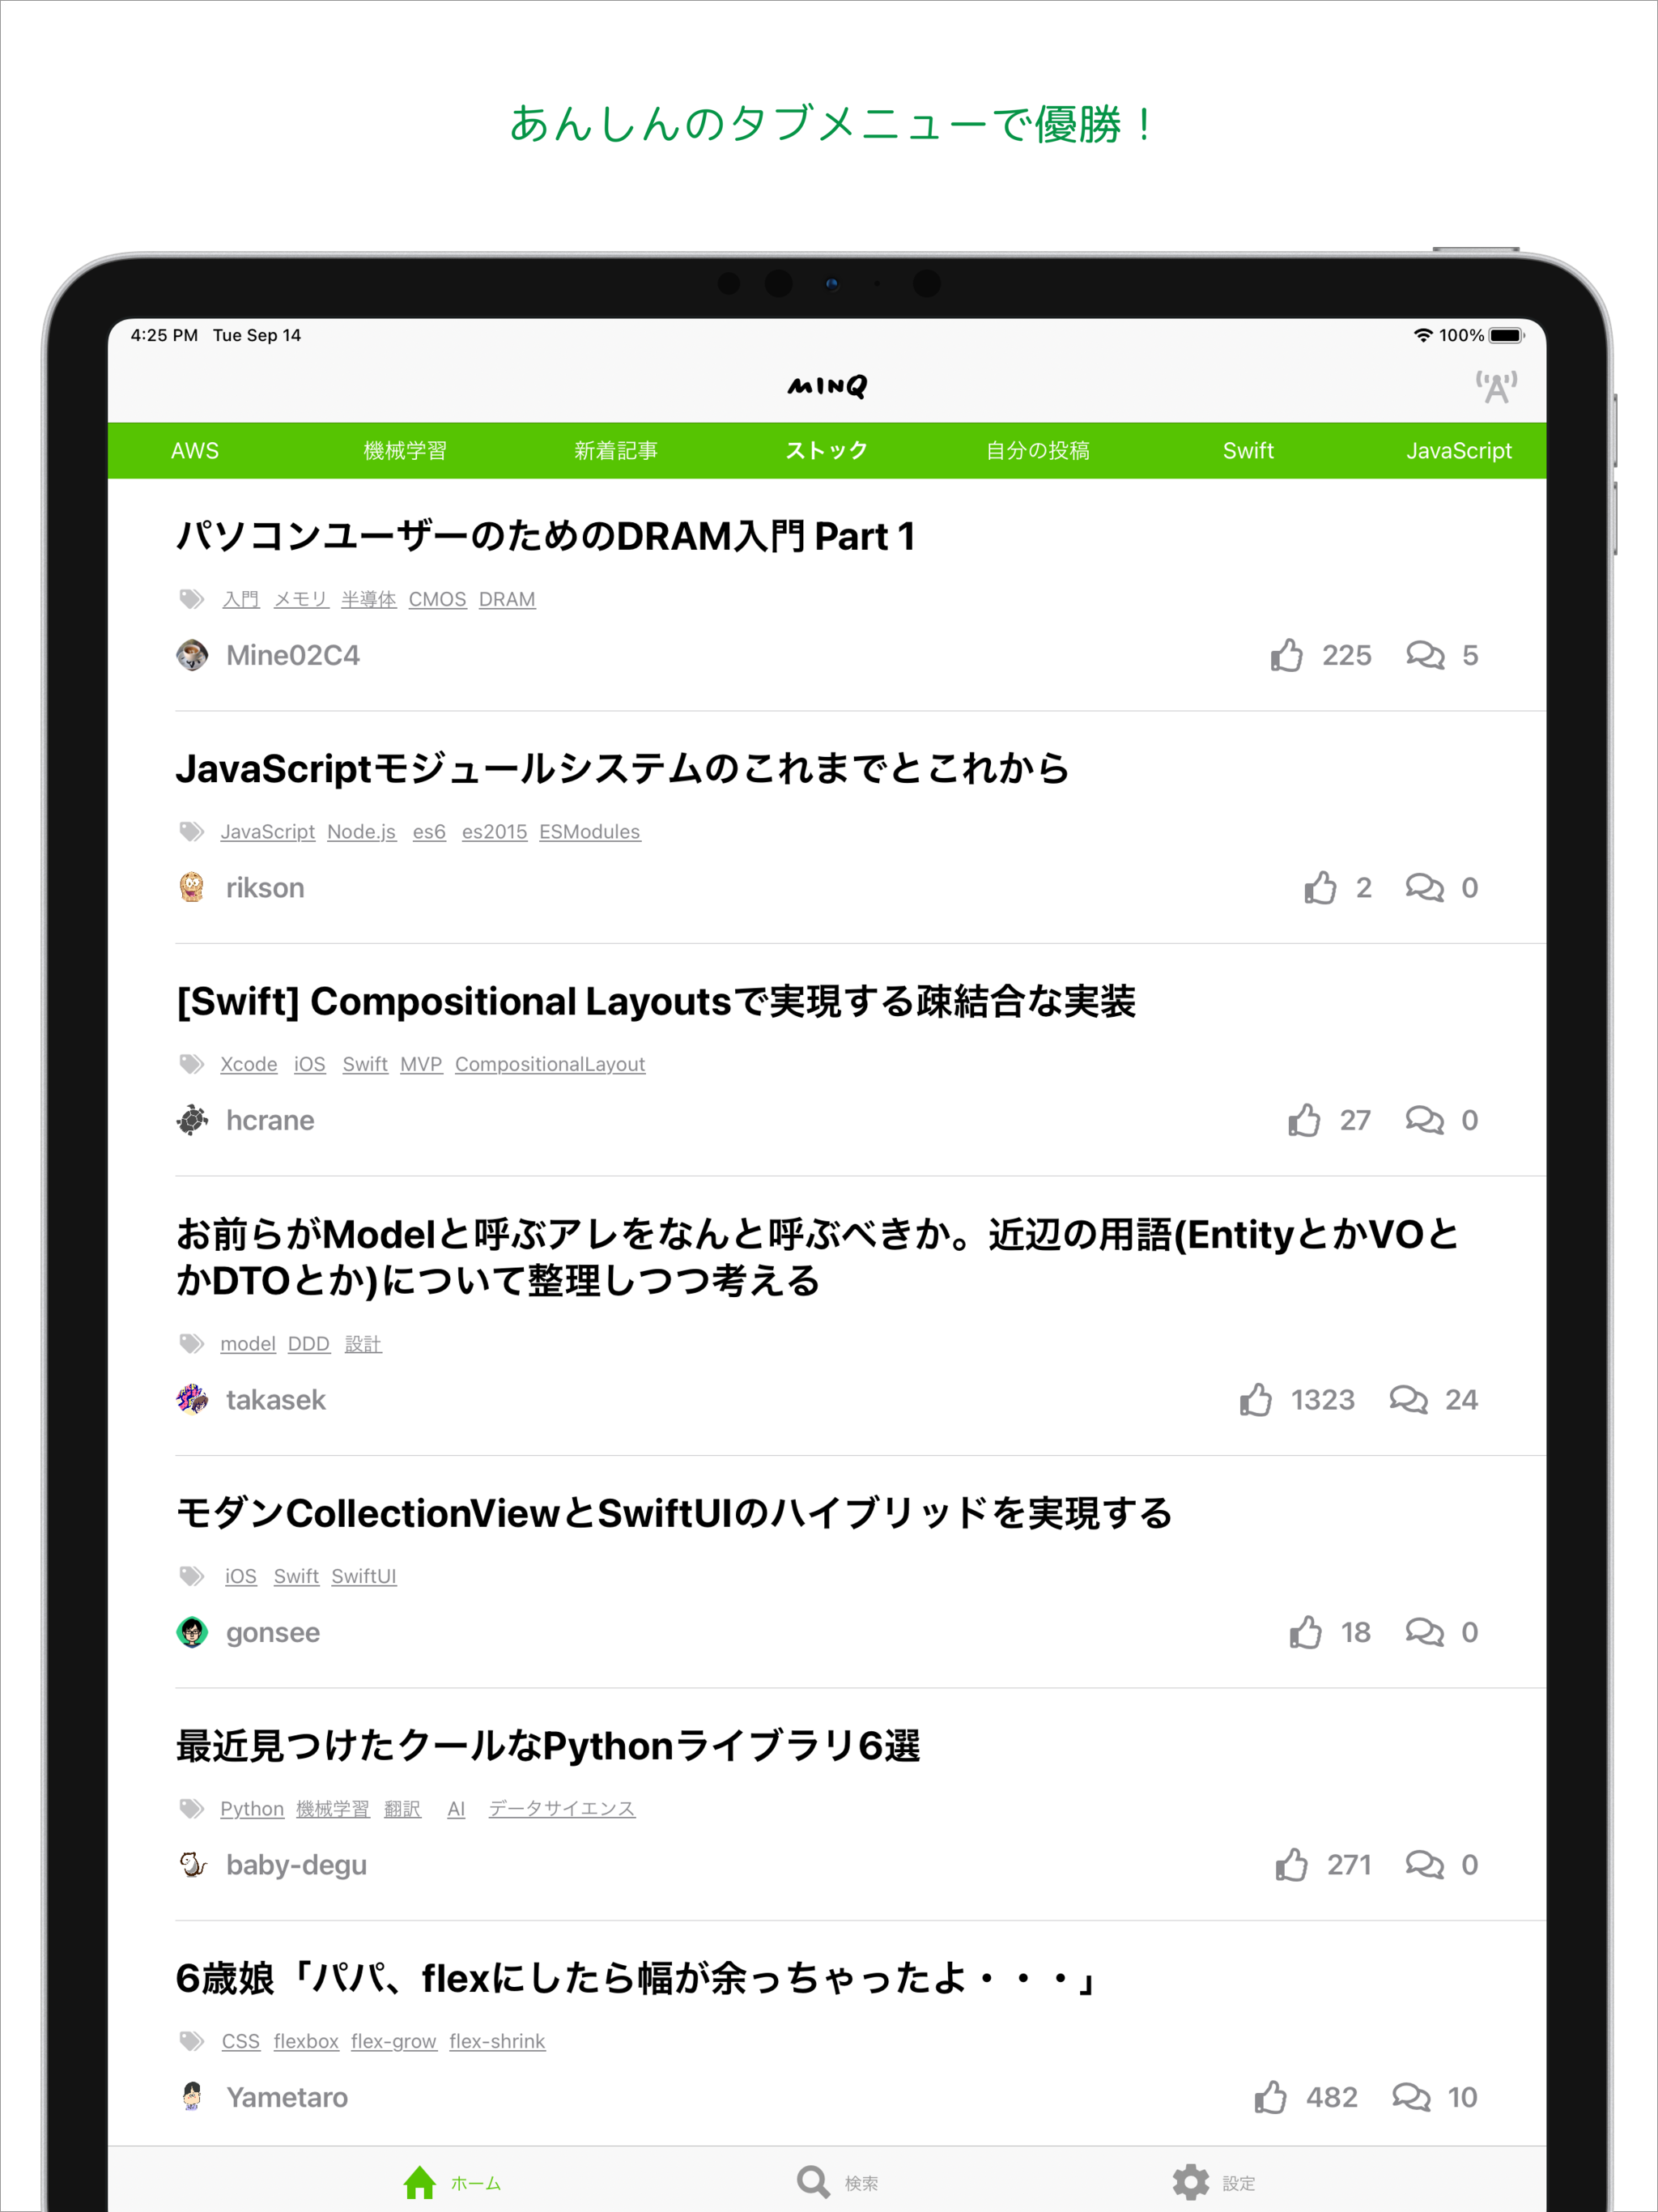 あんしんのタブメニューで優勝！
4:25 PM Tue Sep 14 100%
MINQ
AWS 機械学習 新着記事 ストック 自分の投稿 Swift JavaScript
パソコンユーザーのためのDRAM入門 Part 1
入門 メモリ 半導体 CMOS DRAM
Mine02C4 225 5
JavaScriptモジュールシステムのこれまでとこれから
JavaScript Node.js es6 es2015 ESModules
rikson 2 0
[Swift] Compositional Layoutsで実現する疎結合な実装
Xcode iOS Swift MVP CompositionalLayout
hcrane 27 0
お前らがModelと呼ぶアレをなんと呼ぶべきか。近辺の用語(EntityとかVOと
かDTOとか)について整理しつつ考える
model DDD 設計
takasek 1323 24
モダンCollectionViewとSwiftUIのハイブリッドを実現する
iOS Swift SwiftUI
gonsee 18 0
最近見つけたクールなPythonライブラリ6選
Python 機械学習 翻訳 AI データサイエンス
baby-degu 271 0
6歳娘「パパ、flexにしたら幅が余っちゃったよ・・・」
CSS flexbox flex-grow flex-shrink
Yametaro 482 10
ホーム 検索 設定